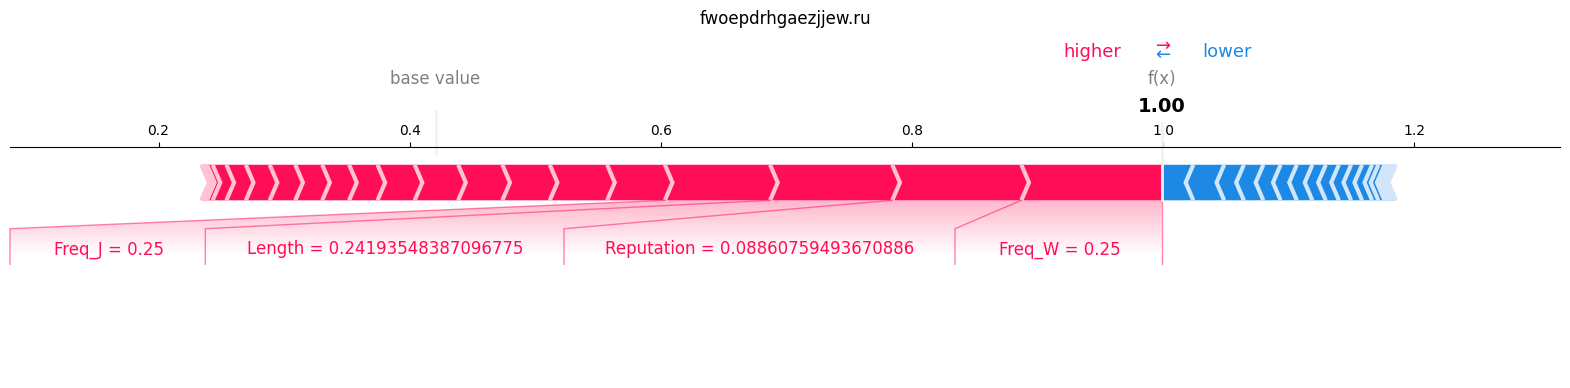 fwoepdrhgaezjjew.ru
higher ⇄ lower
base value f(x)
1.00
0.2 0.4 0.6 0.8 1.0 1.2
Freq_J = 0.25 Length = 0.24193548387096775 Reputation = 0.08860759493670886 Freq_W = 0.25